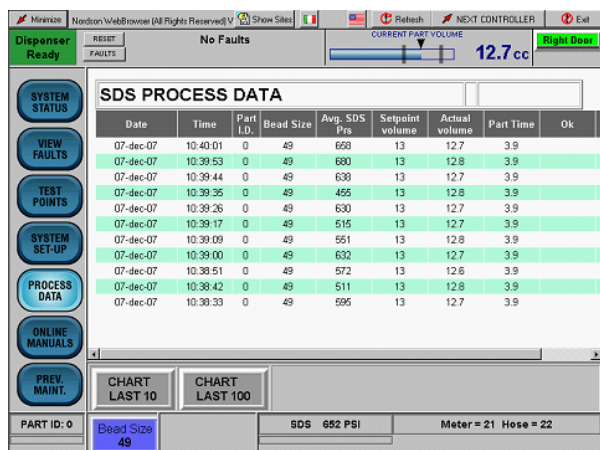 Minimize Nordson WebBrowser (All Rights Reserved) V Show Sites Refresh NEXT CONTROLLER Exit
Dispenser Ready
RESET
FAULTS
No Faults
CURRENT PART VOLUME
12.7cc
Right Door
SYSTEM STATUS
VIEW FAULTS
TEST POINTS
SYSTEM SET-UP
PROCESS DATA
ONLINE MANUALS
PREV. MAINT.
SDS PROCESS DATA
Date Time Part I.D. Bead Size Avg. SDS Prs Setpoint volume Actual volume Part Time Ok
07-dec-07 10:40:01 0 49 658 13 12.7 3.9
07-dec-07 10:39:53 0 49 680 13 12.8 3.9
07-dec-07 10:39:44 0 49 638 13 12.7 3.9
07-dec-07 10:39:35 0 49 455 13 12.8 3.9
07-dec-07 10:39:26 0 49 630 13 12.7 3.9
07-dec-07 10:39:17 0 49 515 13 12.7 3.9
07-dec-07 10:39:09 0 49 551 13 12.8 3.9
07-dec-07 10:39:00 0 49 632 13 12.7 3.9
07-dec-07 10:38:51 0 49 572 13 12.6 3.9
07-dec-07 10:38:42 0 49 511 13 12.8 3.9
07-dec-07 10:38:33 0 49 595 13 12.7 3.9
CHART LAST 10
CHART LAST 100
PART ID: 0
Bead Size
49
SDS 652 PSI
Meter = 21 Hose = 22